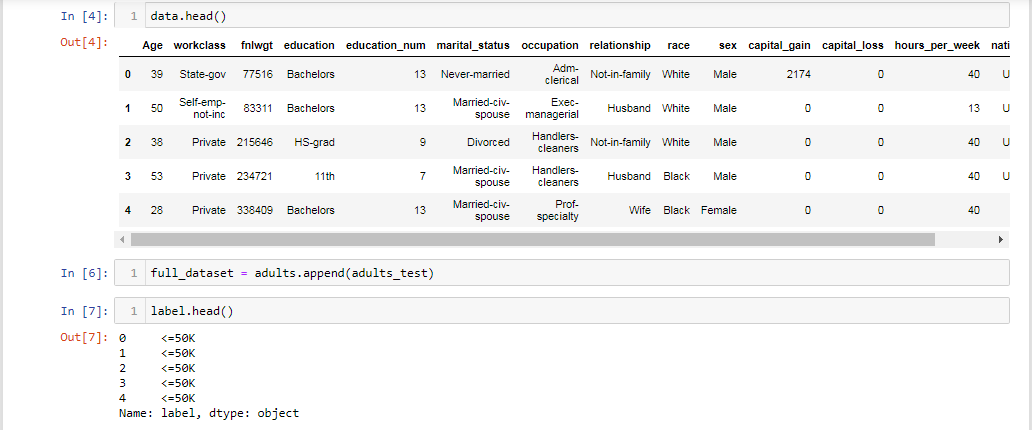 In [4]: 1 data.head()
Out[4]:
Age workclass fnlwgt education education_num marital_status occupation relationship race sex capital_gain capital_loss hours_per_week nati
0 39 State-gov 77516 Bachelors 13 Never-married Adm-clerical Not-in-family White Male 2174 0 40 U
1 50 Self-emp-not-inc 83311 Bachelors 13 Married-civ-spouse Exec-managerial Husband White Male 0 0 13 U
2 38 Private 215646 HS-grad 9 Divorced Handlers-cleaners Not-in-family White Male 0 0 40 U
3 53 Private 234721 11th 7 Married-civ-spouse Handlers-cleaners Husband Black Male 0 0 40 U
4 28 Private 338409 Bachelors 13 Married-civ-spouse Prof-specialty Wife Black Female 0 0 40
In [6]: 1 full_dataset = adults.append(adults_test)
In [7]: 1 label.head()
Out[7]: 0 <=50K
1 <=50K
2 <=50K
3 <=50K
4 <=50K
Name: label, dtype: object